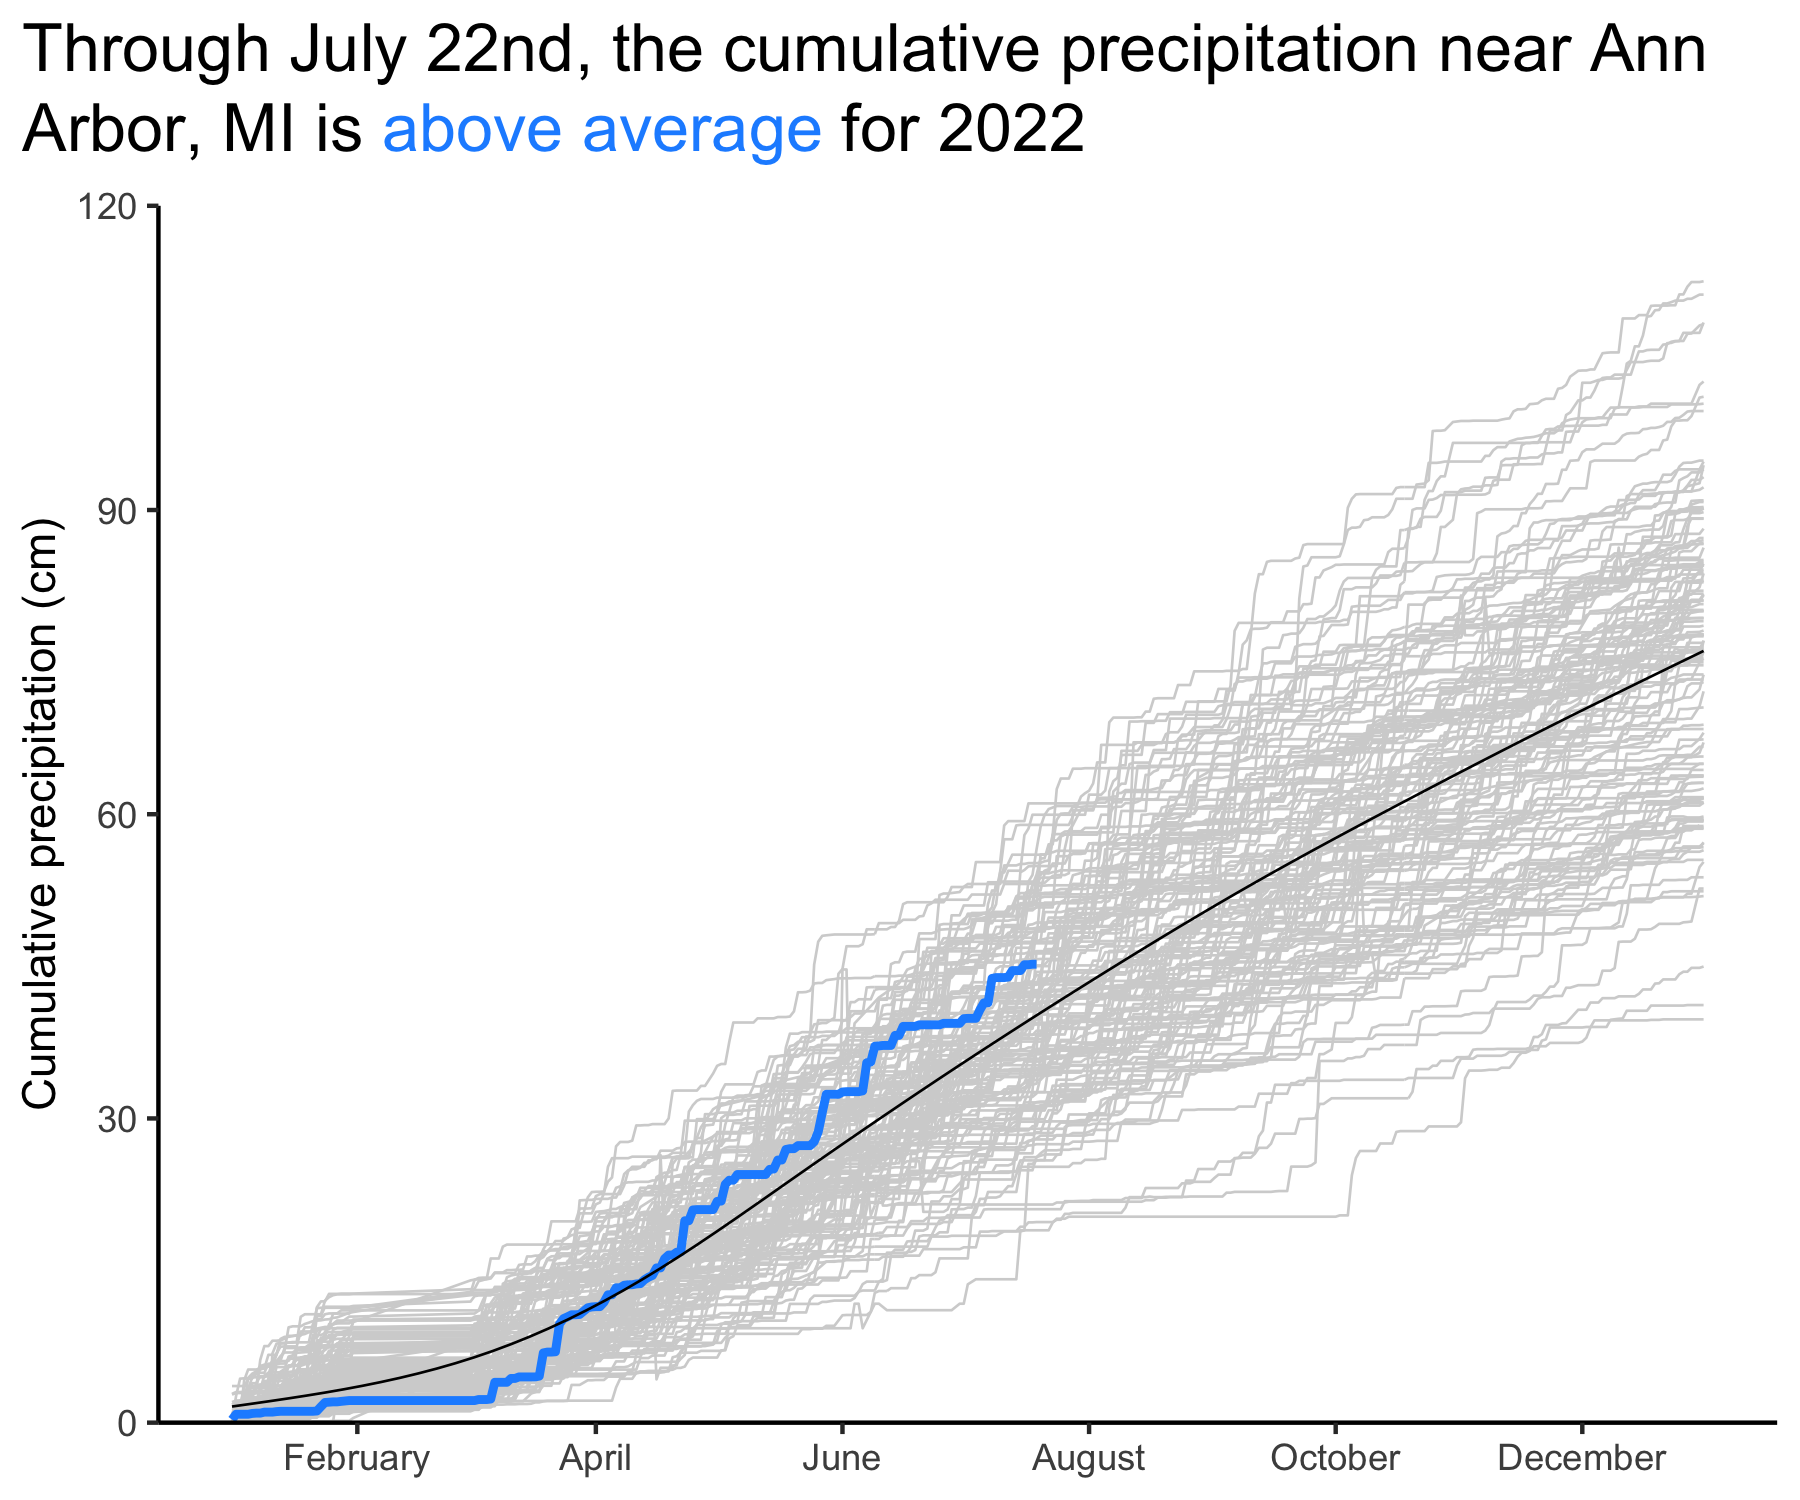 Through July 22nd, the cumulative precipitation near Ann
Arbor, MI is above average for 2022
120
90
60
30
0
Cumulative precipitation (cm)
February
April
June
August
October
December